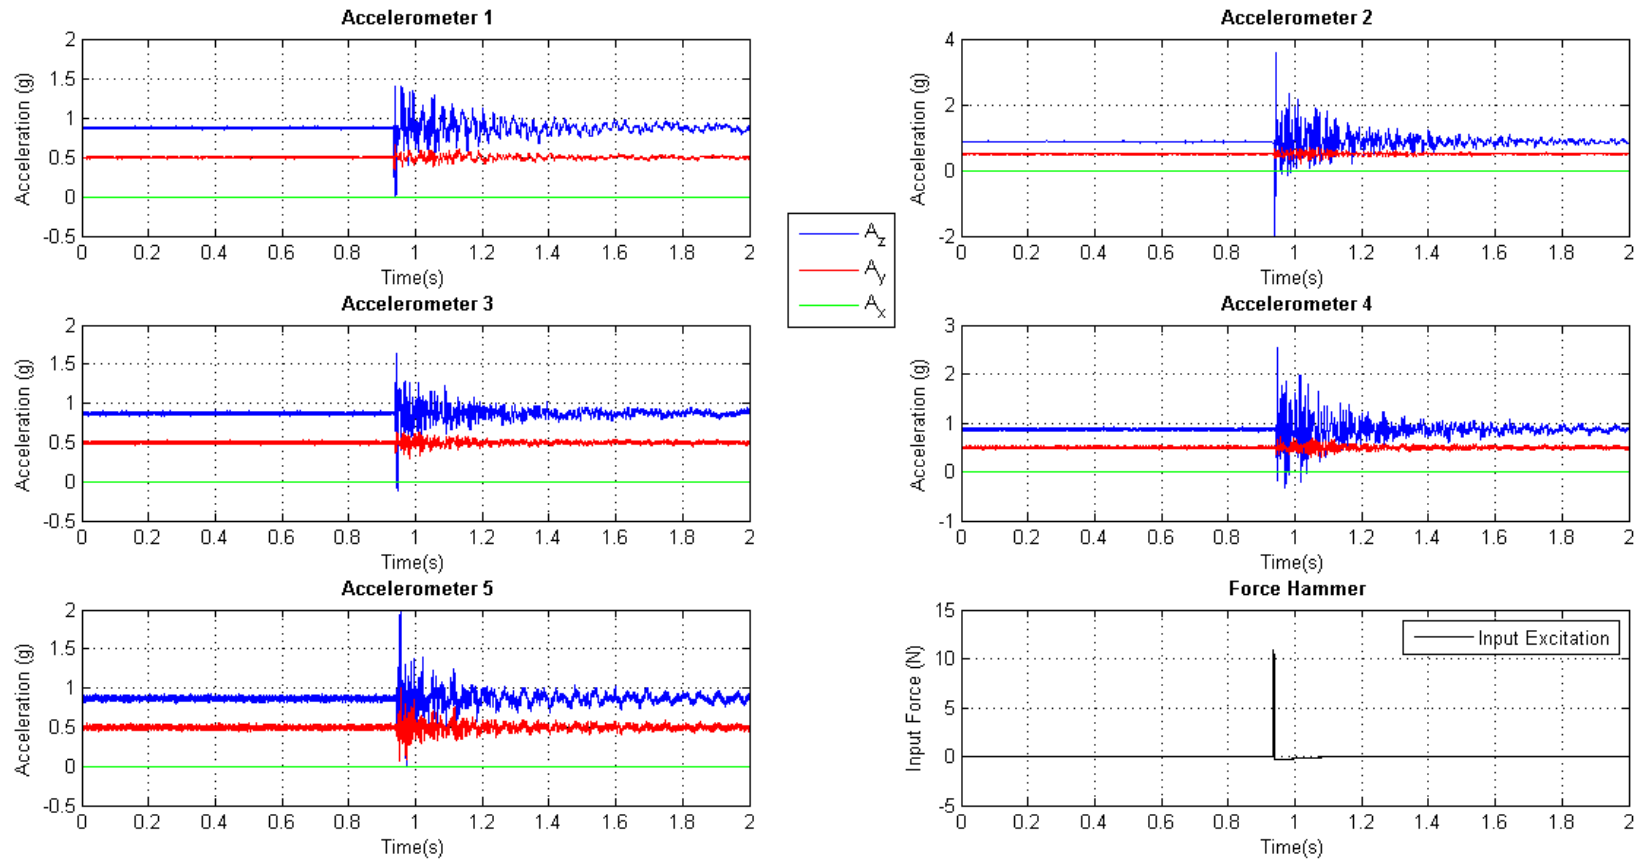 Accelerometer 1
Acceleration (g)
2
1.5
1
0.5
0
-0.5
0 0.2 0.4 0.6 0.8 1 1.2 1.4 1.6 1.8 2
Time(s)
Accelerometer 2
Acceleration (g)
4
2
0
-2
0 0.2 0.4 0.6 0.8 1 1.2 1.4 1.6 1.8 2
Time(s)
A_z
A_y
A_x
Accelerometer 3
Acceleration (g)
2
1.5
1
0.5
0
-0.5
0 0.2 0.4 0.6 0.8 1 1.2 1.4 1.6 1.8 2
Time(s)
Accelerometer 4
Acceleration (g)
3
2
1
0
-1
0 0.2 0.4 0.6 0.8 1 1.2 1.4 1.6 1.8 2
Time(s)
Accelerometer 5
Acceleration (g)
2
1.5
1
0.5
0
-0.5
0 0.2 0.4 0.6 0.8 1 1.2 1.4 1.6 1.8 2
Time(s)
Force Hammer
Input Force (N)
15
10
5
0
-5
Input Excitation
0 0.2 0.4 0.6 0.8 1 1.2 1.4 1.6 1.8 2
Time(s)